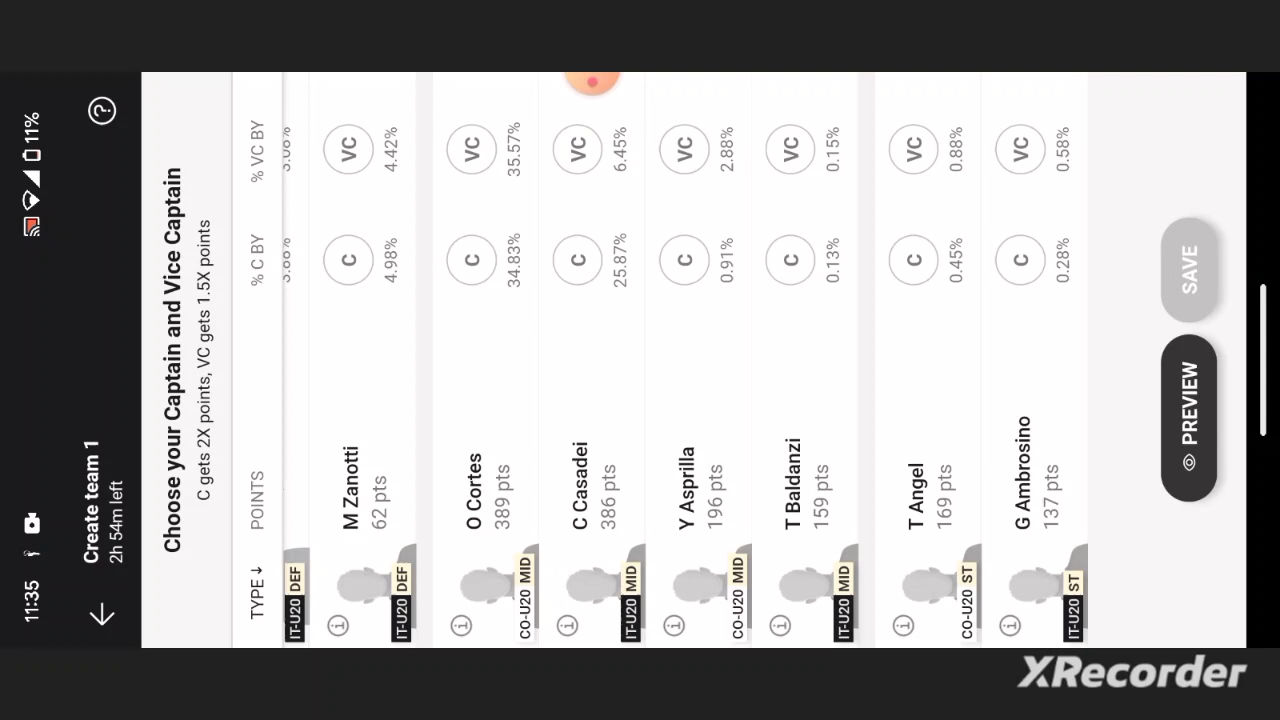 11:35
11%
Create team 1
2h 54m left
?
Choose your Captain and Vice Captain
C gets 2X points, VC gets 1.5X points
TYPE ↓ POINTS % C BY % VC BY
IT-U20 DEF
M Zanotti
62 pts
C 4.98%
VC 4.42%
IT-U20 DEF
O Cortes
389 pts
C 34.83%
VC 35.57%
CO-U20 MID
C Casadei
386 pts
C 25.87%
VC 6.45%
IT-U20 MID
Y Asprilla
196 pts
C 0.91%
VC 2.88%
CO-U20 MID
T Baldanzi
159 pts
C 0.13%
VC 0.15%
IT-U20 MID
T Angel
169 pts
C 0.45%
VC 0.88%
CO-U20 ST
G Ambrosino
137 pts
C 0.28%
VC 0.58%
IT-U20 ST
PREVIEW
SAVE
XRecorder